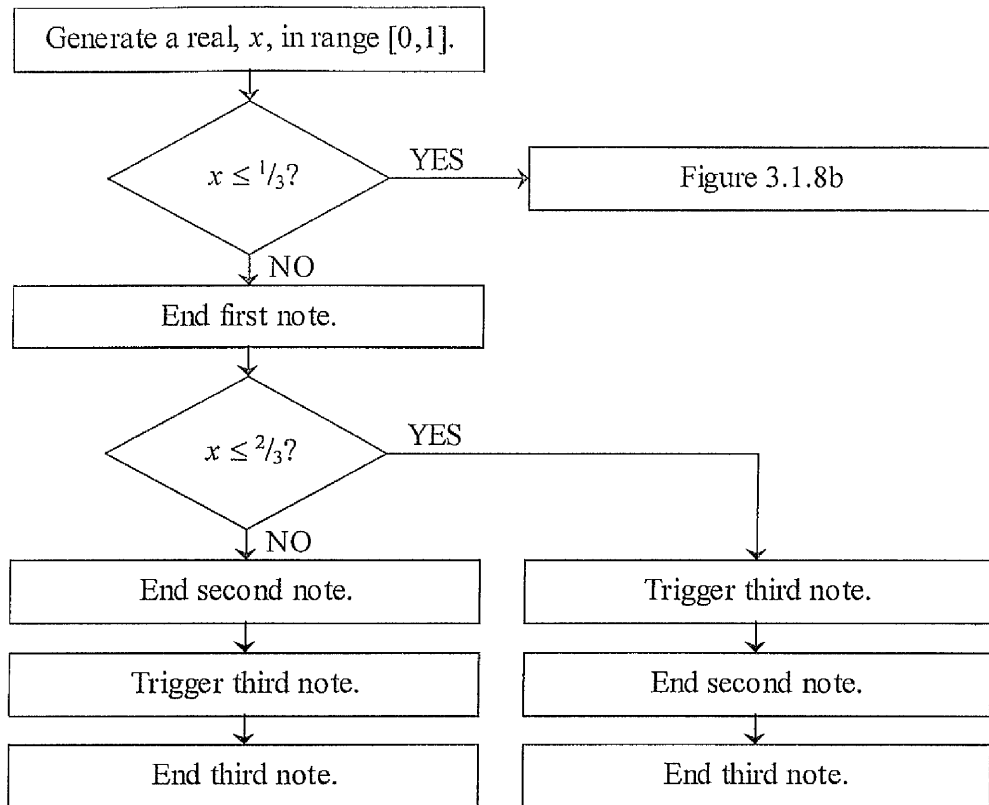 Generate a real, x, in range [0,1].
x ≤ 1/3?
YES
Figure 3.1.8b
NO
End first note.
x ≤ 2/3?
YES
NO
End second note.
Trigger third note.
Trigger third note.
End second note.
End third note.
End third note.